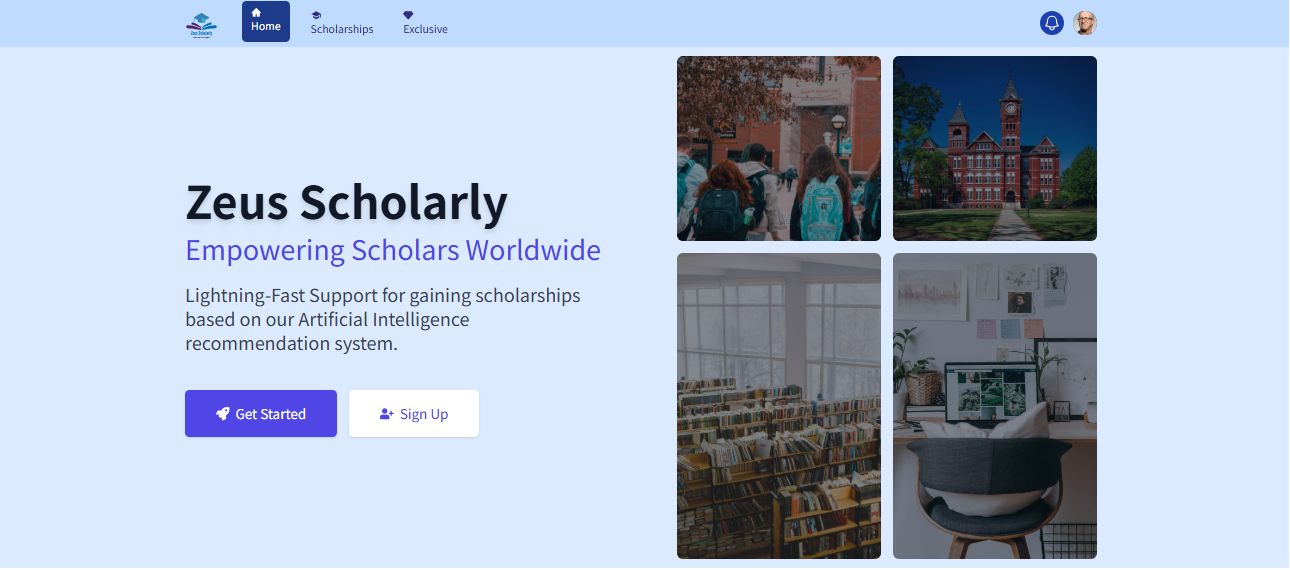 Zeus Scholarly
Home
Scholarships
Exclusive
Zeus Scholarly
Empowering Scholars Worldwide
Lightning-Fast Support for gaining scholarships
based on our Artificial Intelligence
recommendation system.
Get Started
Sign Up